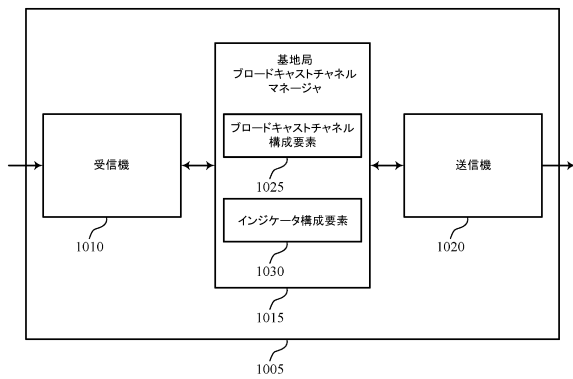 基地局
ブロードキャストチャネル
マネージャ
ブロードキャストチャネル
構成要素
1025
受信機
1010
送信機
1020
インジケータ構成要素
1030
1015
1005